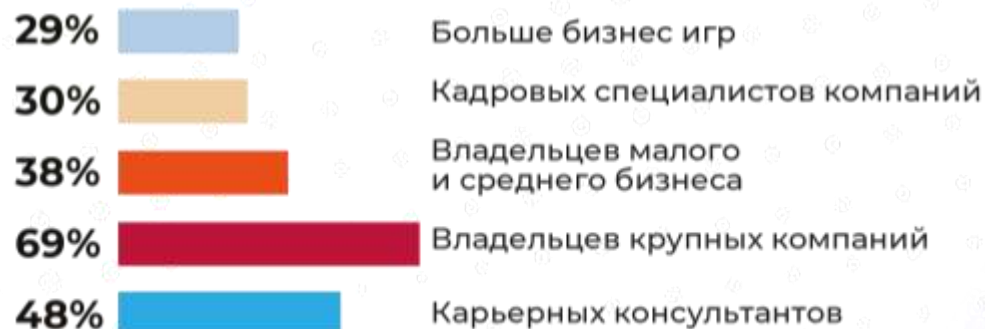 29% Больше бизнес игр
30% Кадровых специалистов компаний
38% Владельцев малого
и среднего бизнеса
69% Владельцев крупных компаний
48% Карьерных консультантов